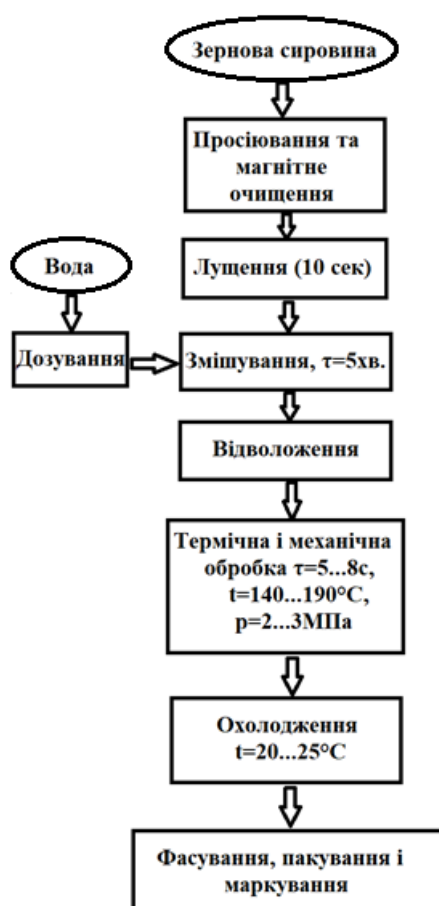 Зернова сировина
Просіювання та
магнітне
очищення
Лущення (10 сек)
Вода
Дозування
Змішування, τ=5хв.
Відволоження
Термічна і механічна
обробка τ=5...8с,
t=140...190°C,
p=2...3МПа
Охолодження
t=20...25°C
Фасування, пакування і
маркування